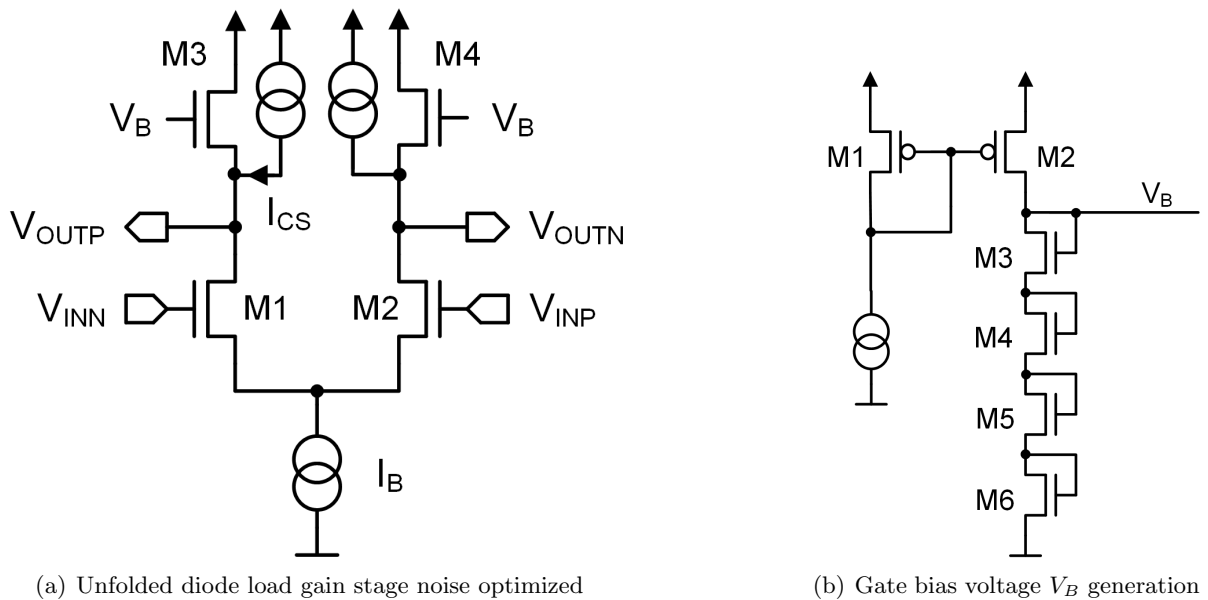 M3
M4
V_B
V_B
I_CS
V_OUTP
V_OUTN
V_INN
M1
M2
V_INP
I_B
(a) Unfolded diode load gain stage noise optimized
M1
M2
V_B
M3
M4
M5
M6
(b) Gate bias voltage V_B generation